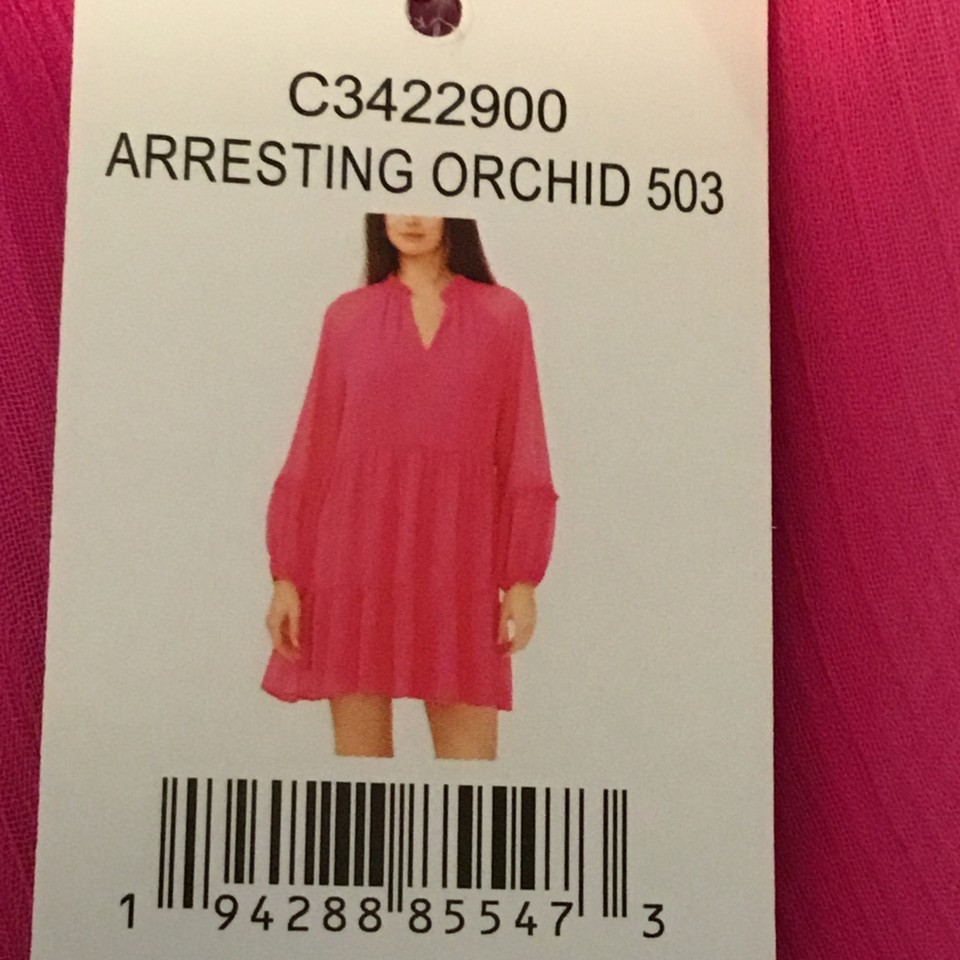 C3422900
ARRESTING ORCHID 503
1 94288 85547 3